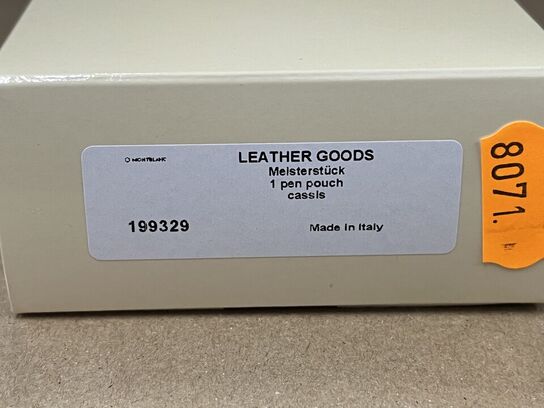 MONTBLANC
LEATHER GOODS
Meisterstück
1 pen pouch
cassis
199329
Made in Italy
8071.